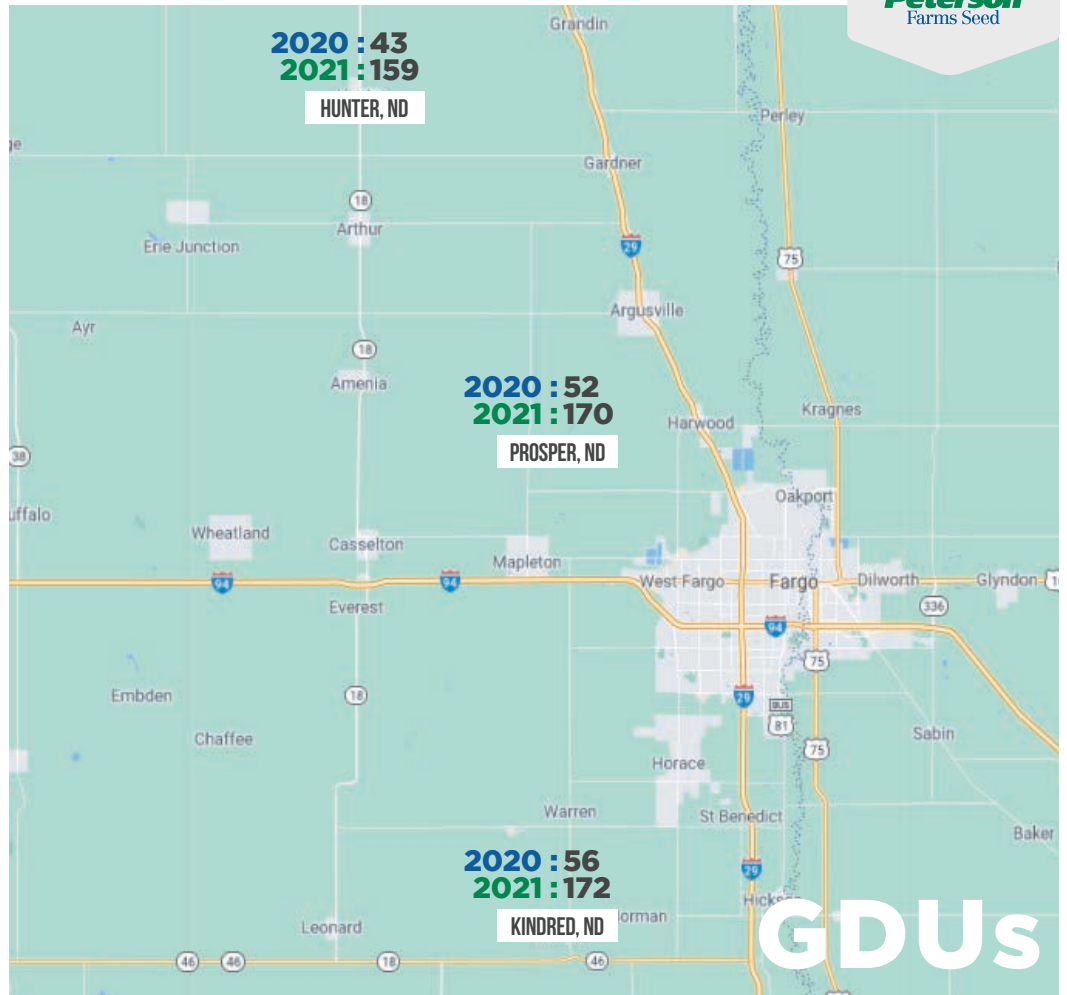 Peterson
Farms Seed
Grandin
2020 : 43
2021 : 159
HUNTER, ND
Perley
ge
Gardner
18
Arthur
Erie Junction
29
75
Argusville
Ayr
18
Amenia
2020 : 52
2021 : 170
PROSPER, ND
Kragnes
Harwood
38
Oakport
uffalo
Wheatland
Casselton
Mapleton
94
94
West Fargo
Fargo
Dilworth
Glyndon
Everest
336
94
75
Embden
18
29
BUS
81
Chaffee
Sabin
75
Horace
Warren
St Benedict
Baker
2020 : 56
2021 : 172
KINDRED, ND
29
Leonard
46
46
18
46
GDUs